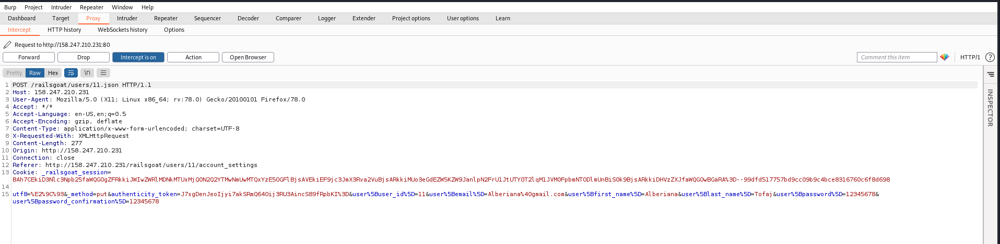 Burp Project Intruder Repeater Window Help
Dashboard Target Proxy Intruder Repeater Sequencer Decoder Comparer Logger Extender Project options User options Learn
Intercept HTTP history WebSockets history Options
Request to http://158.247.210.231:80
Forward Drop Intercept is on Action Open Browser Comment this item HTTP/1 ?
Pretty Raw Hex \n
INSPECTOR
1 POST /railsgoat/users/11.json HTTP/1.1
2 Host: 158.247.210.231
3 User-Agent: Mozilla/5.0 (X11; Linux x86_64; rv:78.0) Gecko/20100101 Firefox/78.0
4 Accept: */*
5 Accept-Language: en-US,en;q=0.5
6 Accept-Encoding: gzip, deflate
7 Content-Type: application/x-www-form-urlencoded; charset=UTF-8
8 X-Requested-With: XMLHttpRequest
9 Content-Length: 277
10 Origin: http://158.247.210.231
11 Connection: close
12 Referer: http://158.247.210.231/railsgoat/users/11/account_settings
13 Cookie: _railsgoat_session=
14
15 utf8=%E2%9C%93&_method=put&authenticity_token=J7xgDenJeoIjyi7akSRmQ64Oij3RU3AincS89fRpbKI%3D&user%5Buser_id%5D=11&user%5Bemail%5D=Alberiana%40gmail.com&user%5Bfirst_name%5D=Alberiana&user%5Blast_name%5D=Tofaj&user%5Bpassword%5D=12345678&
user%5Bpassword_confirmation%5D=12345678